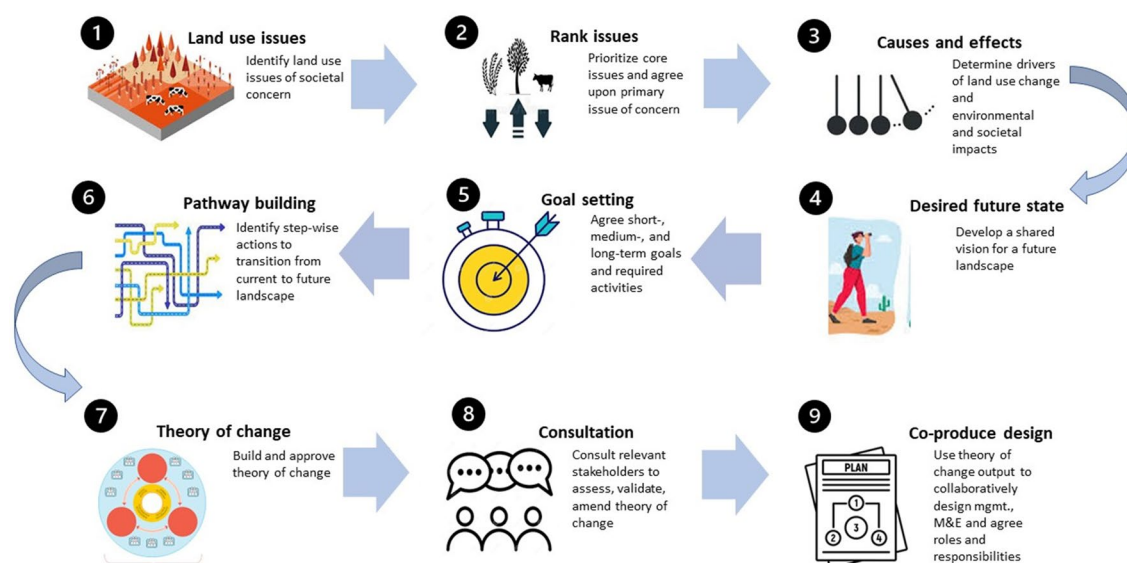 1
Land use issues
Identify land use
issues of societal
concern
2
Rank issues
Prioritize core
issues and agree
upon primary
issue of concern
3
Causes and effects
Determine drivers
of land use change
and
environmental
and societal
impacts
4
Desired future state
Develop a shared
vision for a future
landscape
5
Goal setting
Agree short-,
medium-, and
long-term goals
and required
activities
6
Pathway building
Identify step-wise
actions to
transition from
current to future
landscape
7
Theory of change
Build and approve
theory of change
8
Consultation
Consult relevant
stakeholders to
assess, validate,
amend theory of
change
9
Co-produce design
Use theory of
change output to
collaboratively
design mgmt.,
M&E and agree
roles and
responsibilities
PLAN
1
2
3
4